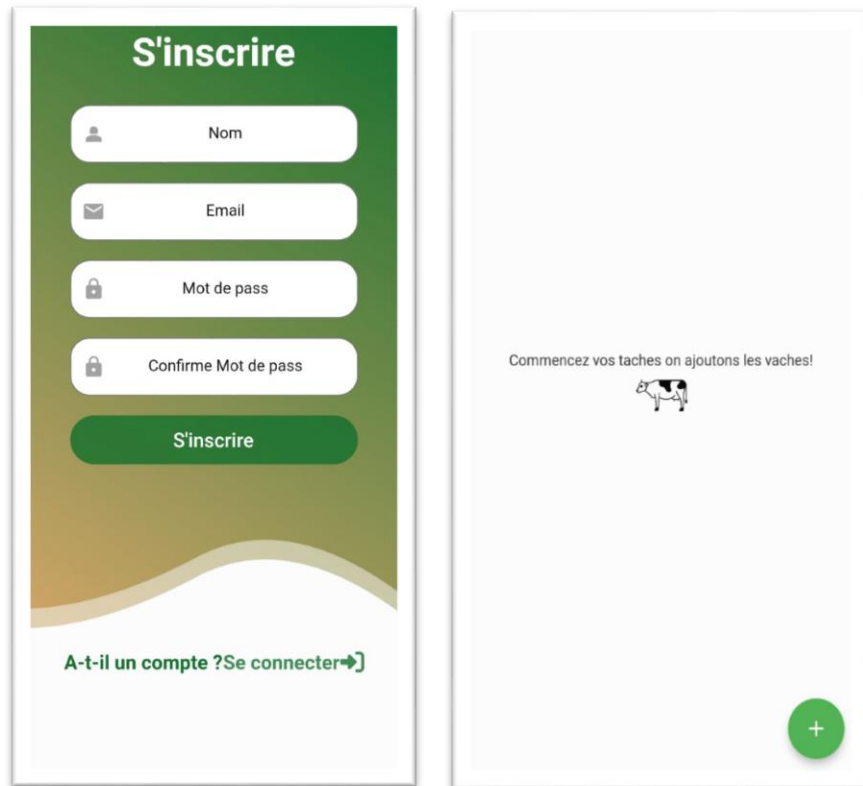 S'inscrire
Nom
Email
Mot de pass
Confirme Mot de pass
S'inscrire
A-t-il un compte ?Se connecter
Commencez vos taches on ajoutons les vaches!
+